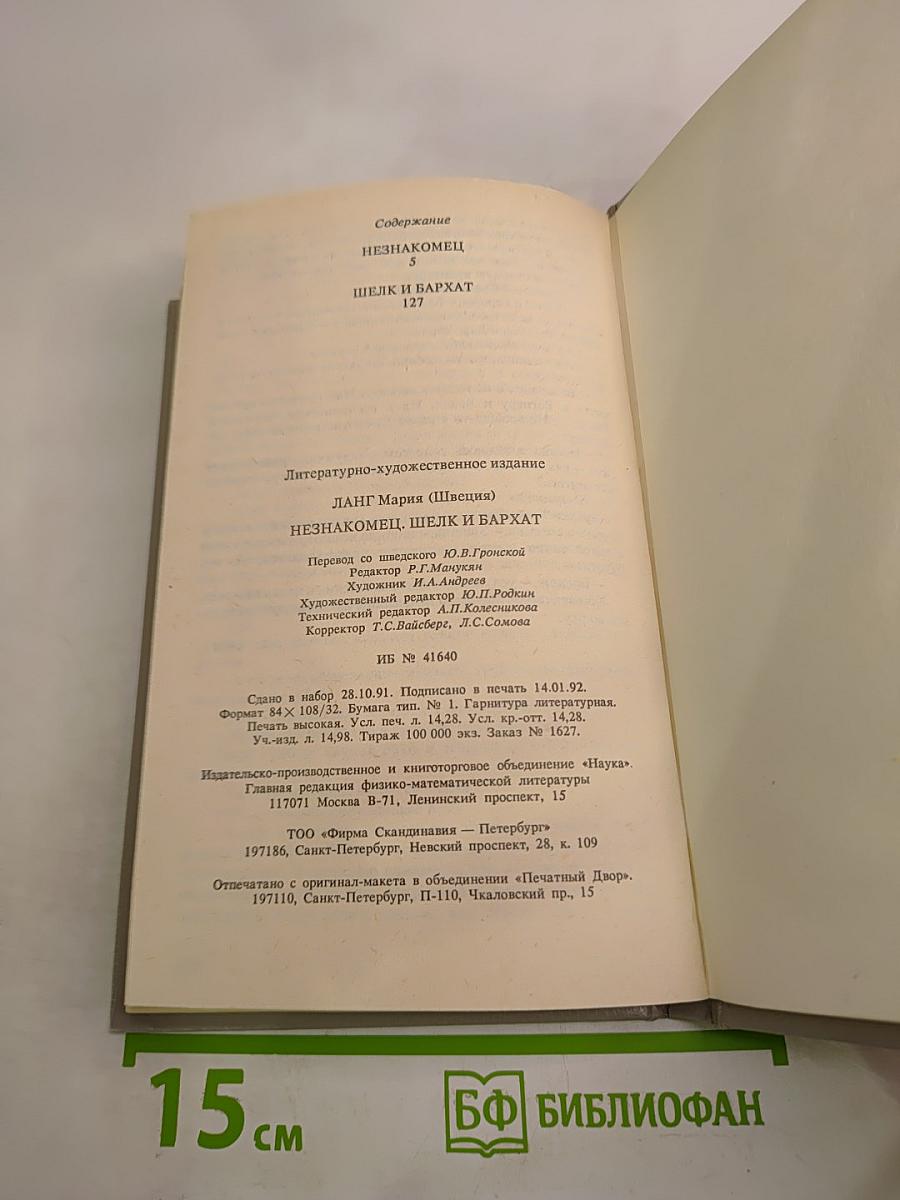 Содержание
НЕЗНАКОМЕЦ
5
ШЕЛК И БАРХАТ
127
Литературно-художественное издание
ЛАНГ Мария (Швеция)
НЕЗНАКОМЕЦ. ШЕЛК И БАРХАТ
Перевод со шведского Ю.В.Гронской
Редактор Р.Г.Манукян
Художник И.А.Андреев
Художественный редактор Ю.П.Родкин
Технический редактор А.П.Колесникова
Корректор Т.С.Вайсберг, Л.С.Сомова
ИБ № 41640
Сдано в набор 28.10.91. Подписано в печать 14.01.92.
Формат 84×108/32. Бумага тип. № 1. Гарнитура литературная.
Печать высокая. Усл. печ. л. 14,28. Усл. кр.-отт. 14,28.
Уч.-изд. л. 14,98. Тираж 100 000 экз. Заказ № 1627.
Издательско-производственное и книготорговое объединение «Наука».
Главная редакция физико-математической литературы
117071 Москва В-71, Ленинский проспект, 15
ТОО «Фирма Скандинавия — Петербург»
197186, Санкт-Петербург, Невский проспект, 28, к. 109
Отпечатано с оригинал-макета в объединении «Печатный Двор».
197110, Санкт-Петербург, П-110, Чкаловский пр., 15
15 см
БФ БИБЛИОФАН